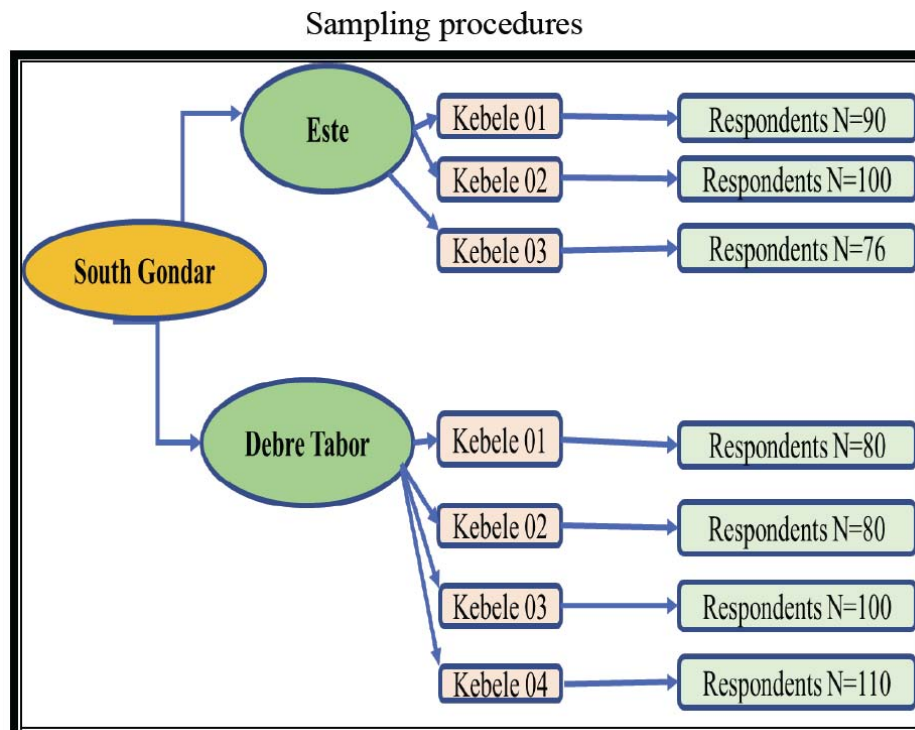 Sampling procedures
South Gondar
Este
Kebele 01
Respondents N=90
Kebele 02
Respondents N=100
Kebele 03
Respondents N=76
Debre Tabor
Kebele 01
Respondents N=80
Kebele 02
Respondents N=80
Kebele 03
Respondents N=100
Kebele 04
Respondents N=110